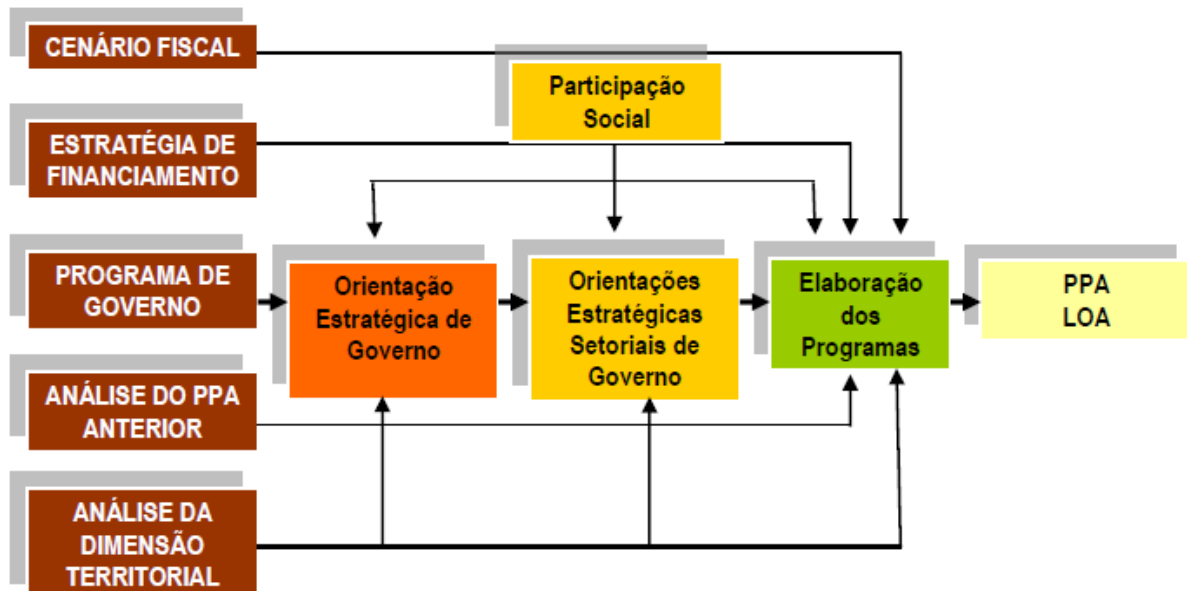 CENÁRIO FISCAL
Participação
Social
ESTRATÉGIA DE
FINANCIAMENTO
PROGRAMA DE
GOVERNO
Orientação
Estratégica de
Governo
Orientações
Estratégicas
Setoriais de
Governo
Elaboração
dos
Programas
PPA
LOA
ANÁLISE DO PPA
ANTERIOR
ANÁLISE DA
DIMENSÃO
TERRITORIAL